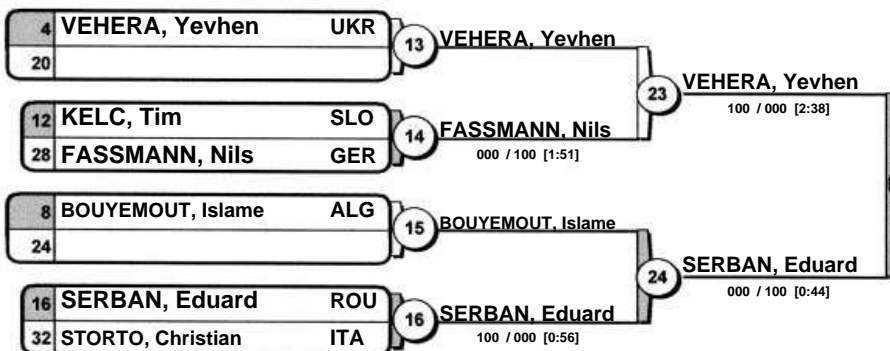 4 VEHERA, Yevhen UKR
20
13
VEHERA, Yevhen
12 KELC, Tim SLO
28 FASSMANN, Nils GER
14
FASSMANN, Nils
000 / 100 [1:51]
23
VEHERA, Yevhen
100 / 000 [2:38]
8 BOUYEMOUT, Islame ALG
24
15
BOUYEMOUT, Islame
16 SERBAN, Eduard ROU
32 STORTO, Christian ITA
16
SERBAN, Eduard
100 / 000 [0:56]
24
SERBAN, Eduard
000 / 100 [0:44]